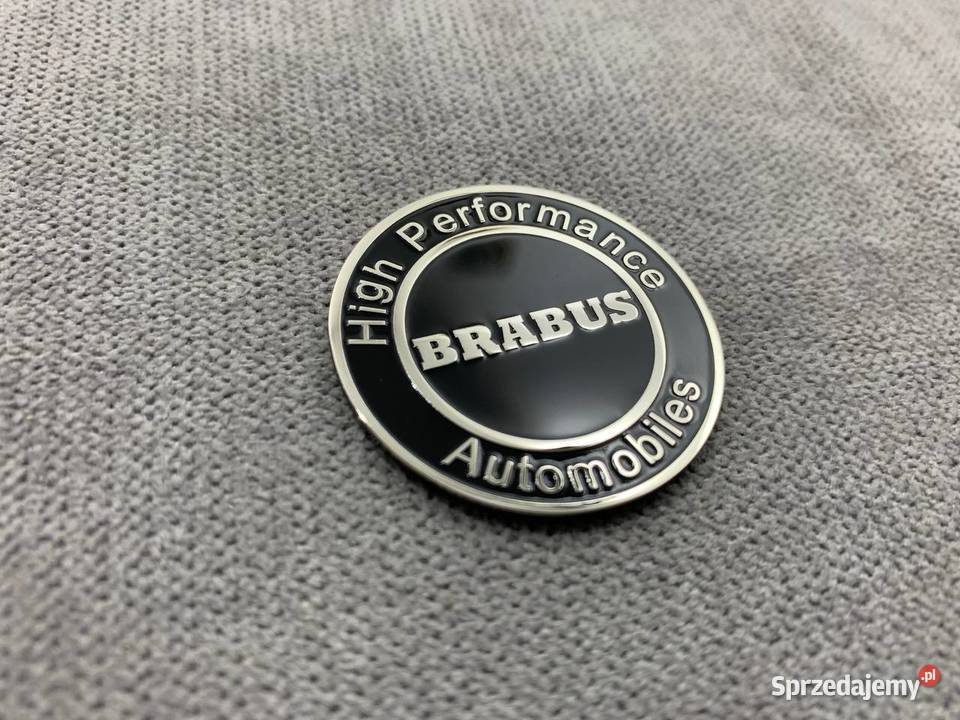 High Performance
BRABUS
Automobiles
Sprzedajemy.pl